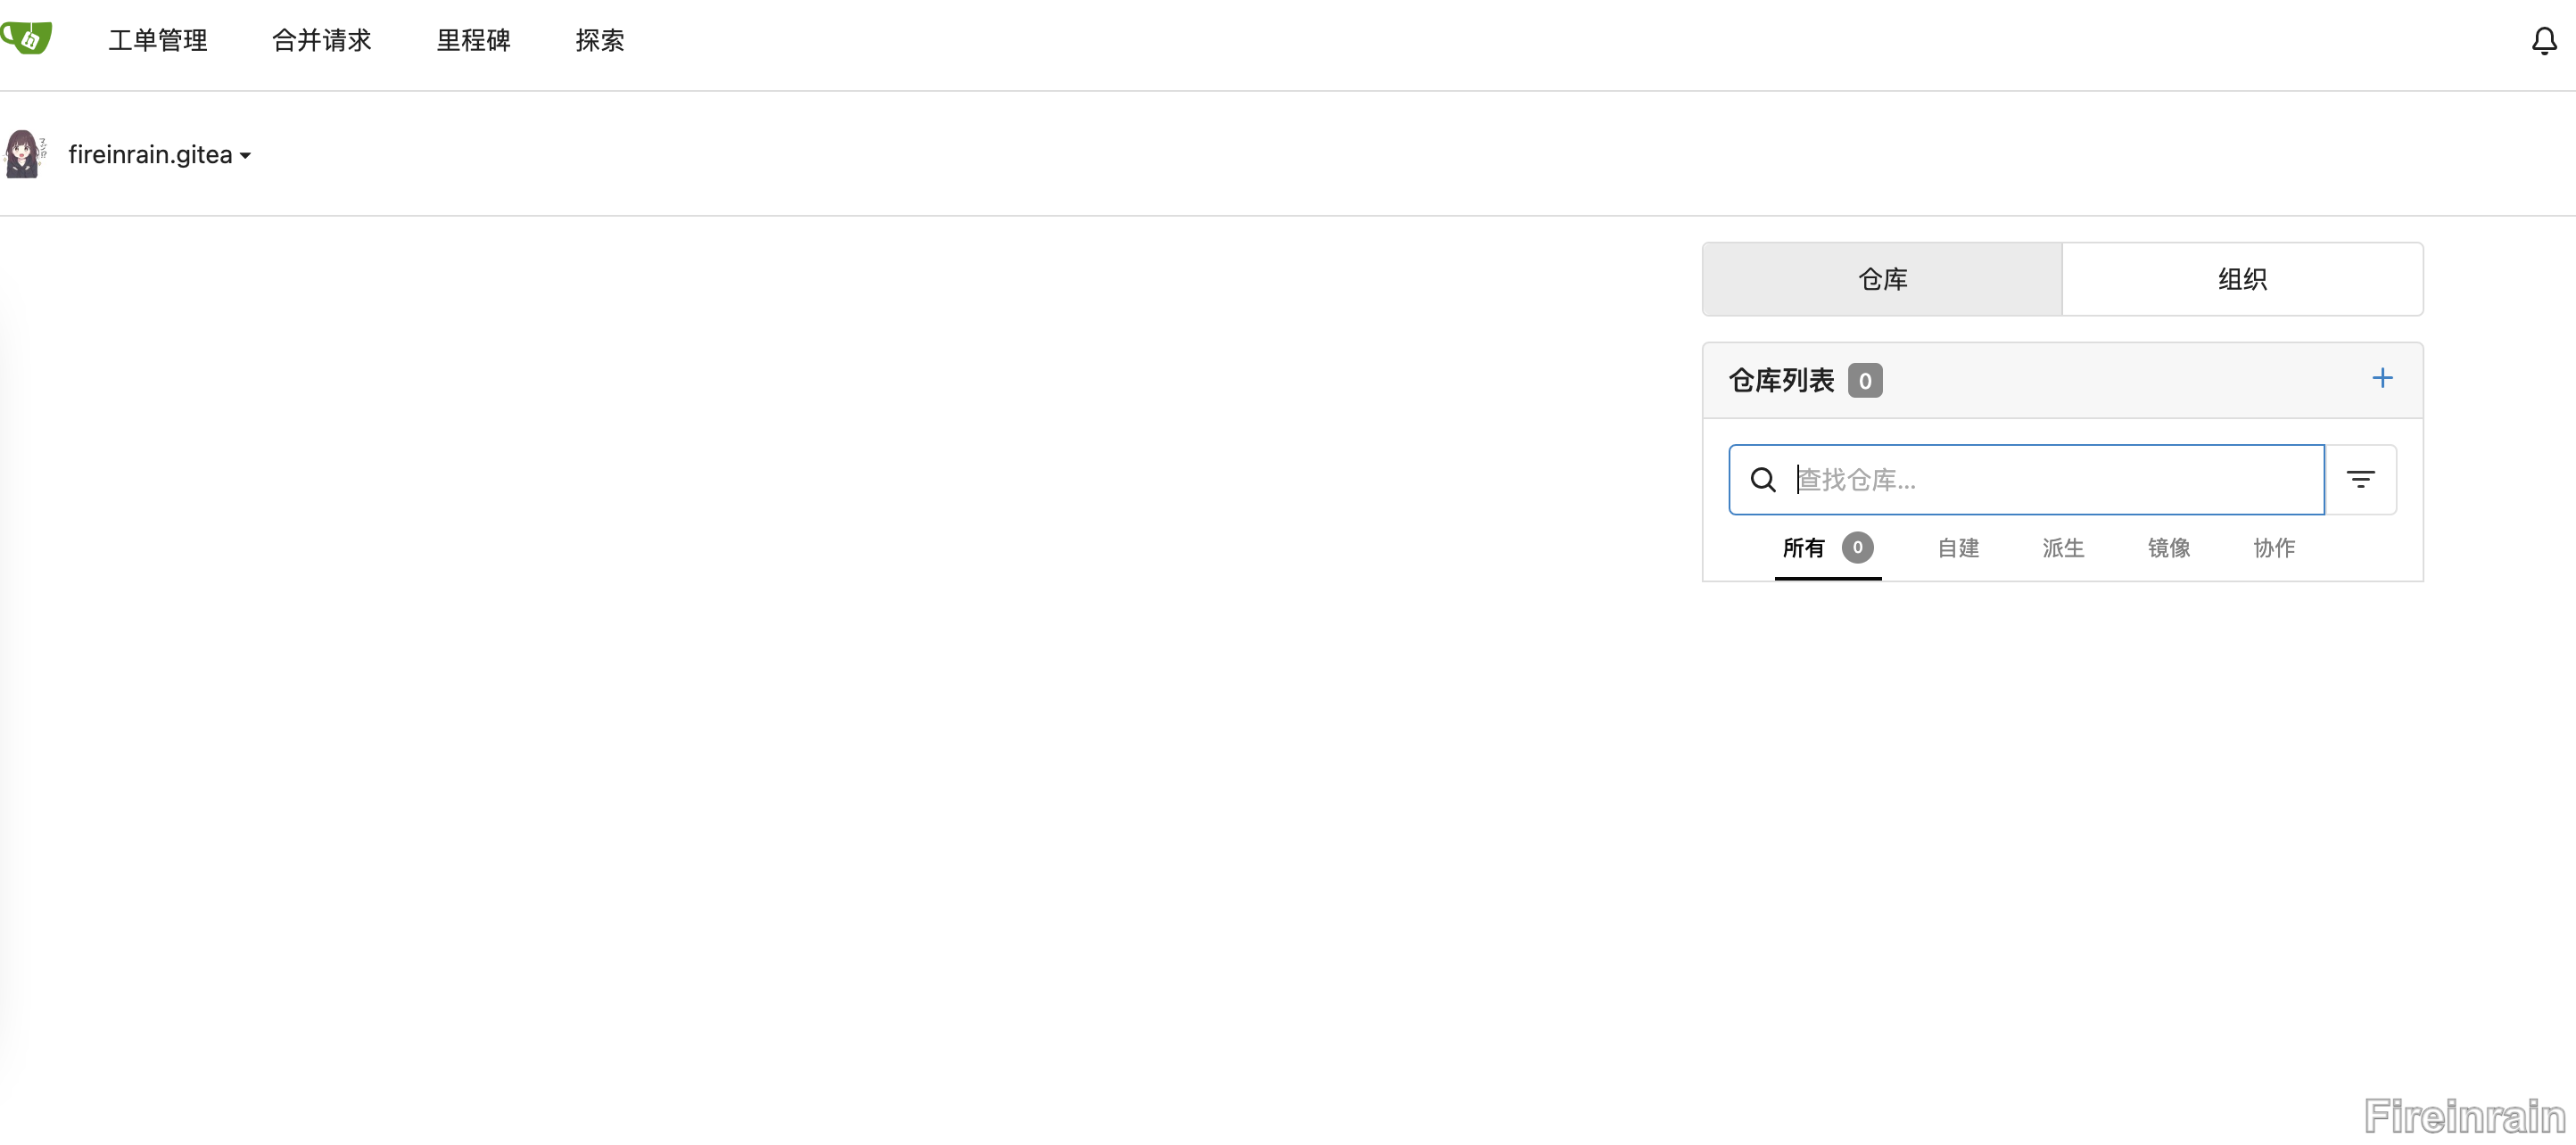 工单管理 合并请求 里程碑 探索
fireinrain.gitea
仓库 组织
仓库列表 0
查找仓库...
所有 0 自建 派生 镜像 协作
Fireinrain